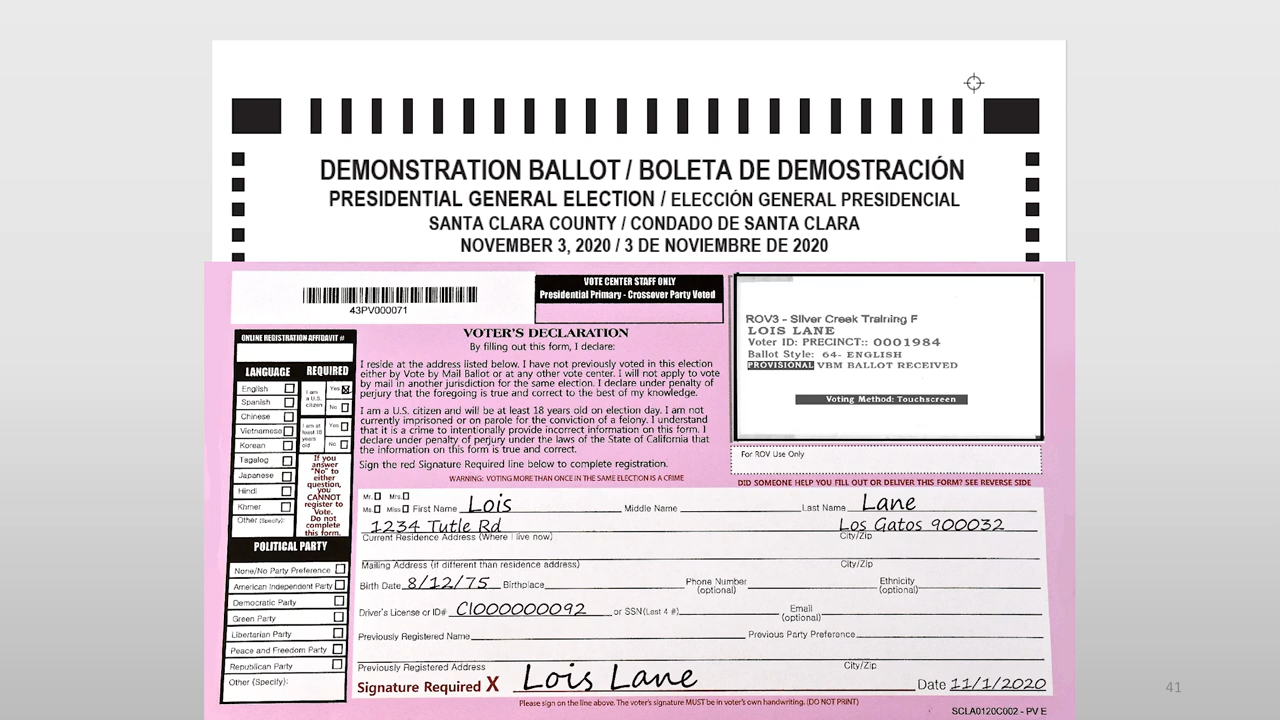 DEMONSTRATION BALLOT / BOLETA DE DEMOSTRACIÓN
PRESIDENTIAL GENERAL ELECTION / ELECCIÓN GENERAL PRESIDENCIAL
SANTA CLARA COUNTY / CONDADO DE SANTA CLARA
NOVEMBER 3, 2020 / 3 DE NOVIEMBRE DE 2020
43PV000071
VOTE CENTER STAFF ONLY
Presidential Primary - Crossover Party Voted
ROV3 - Silver Creek Training F
LOIS LANE
Voter ID: PRECINCT:: 0001984
Ballot Style: 64- ENGLISH
PROVISIONAL VBM BALLOT RECEIVED
Voting Method: Touchscreen
For ROV Use Only
DID SOMEONE HELP YOU FILL OUT OR DELIVER THIS FORM? SEE REVERSE SIDE
ONLINE REGISTRATION AFFIDAVIT #
LANGUAGE
English
Spanish
Chinese
Vietnamese
Korean
Tagalog
Japanese
Hindi
Khmer
Other (Specify):
REQUIRED
I am
a U.S.
citizen
Yes
No
I am at
least 18
years
old
Yes
No
If you
answer
"No" to
either
question,
you
CANNOT
register to
Vote.
Do not
complete
this form.
POLITICAL PARTY
None/No Party Preference
American Independent Party
Democratic Party
Green Party
Libertarian Party
Peace and Freedom Party
Republican Party
Other (Specify):
VOTER'S DECLARATION
By filling out this form, I declare:
I reside at the address listed below. I have not previously voted in this election
either by Vote by Mail Ballot or at any other vote center. I will not apply to vote
by mail in another jurisdiction for the same election. I declare under penalty of
perjury that the foregoing is true and correct to the best of my knowledge.
I am a U.S. citizen and will be at least 18 years old on election day. I am not
currently imprisoned or on parole for the conviction of a felony. I understand
that it is a crime to intentionally provide incorrect information on this form. I
declare under penalty of perjury under the laws of the State of California that
the information on this form is true and correct.
Sign the red Signature Required line below to complete registration.
WARNING: VOTING MORE THAN ONCE IN THE SAME ELECTION IS A CRIME
Mr. Mrs.
Ms. Miss First Name Lois Middle Name Last Name Lane
1234 Tutle Rd Los Gatos 900032
Current Residence Address (Where I live now) City/Zip
Mailing Address (if different than residence address) City/Zip
Birth Date 8/12/75 Birthplace Phone Number (optional) Ethnicity (optional)
Driver's License or ID# CI000000092 or SSN(Last 4 #) Email (optional)
Previously Registered Name Previous Party Preference
Previously Registered Address City/Zip
Signature Required X Lois Lane Date 11/1/2020
Please sign on the line above. The voter's signature MUST be in voter's own handwriting. (DO NOT PRINT)
SCLA0120C002 - PV E
41